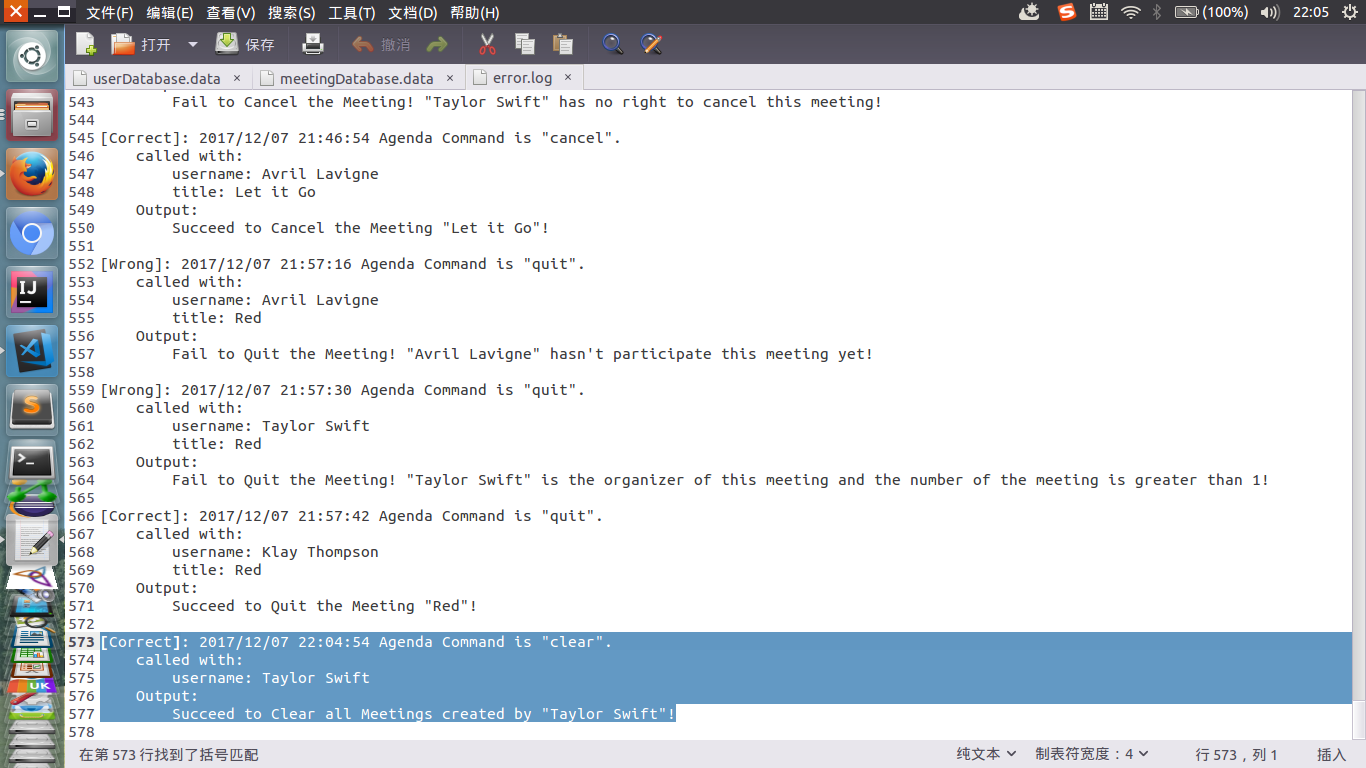 文件(F) 编辑(E) 查看(V) 搜索(S) 工具(T) 文档(D) 帮助(H) (100%) 22:05
打开 保存 撤消
userDatabase.data × meetingDatabase.data × error.log ×
543 Fail to Cancel the Meeting! "Taylor Swift" has no right to cancel this meeting!
544
545 [Correct]: 2017/12/07 21:46:54 Agenda Command is "cancel".
546 called with:
547 username: Avril Lavigne
548 title: Let it Go
549 Output:
550 Succeed to Cancel the Meeting "Let it Go"!
551
552 [Wrong]: 2017/12/07 21:57:16 Agenda Command is "quit".
553 called with:
554 username: Avril Lavigne
555 title: Red
556 Output:
557 Fail to Quit the Meeting! "Avril Lavigne" hasn't participate this meeting yet!
558
559 [Wrong]: 2017/12/07 21:57:30 Agenda Command is "quit".
560 called with:
561 username: Taylor Swift
562 title: Red
563 Output:
564 Fail to Quit the Meeting! "Taylor Swift" is the organizer of this meeting and the number of the meeting is greater than 1!
565
566 [Correct]: 2017/12/07 21:57:42 Agenda Command is "quit".
567 called with:
568 username: Klay Thompson
569 title: Red
570 Output:
571 Succeed to Quit the Meeting "Red"!
572
573 [Correct]: 2017/12/07 22:04:54 Agenda Command is "clear".
574 called with:
575 username: Taylor Swift
576 Output:
577 Succeed to Clear all Meetings created by "Taylor Swift"!
578
在第 573 行找到了括号匹配 纯文本 制表符宽度：4 行 573，列 1 插入
IJ
S
UK